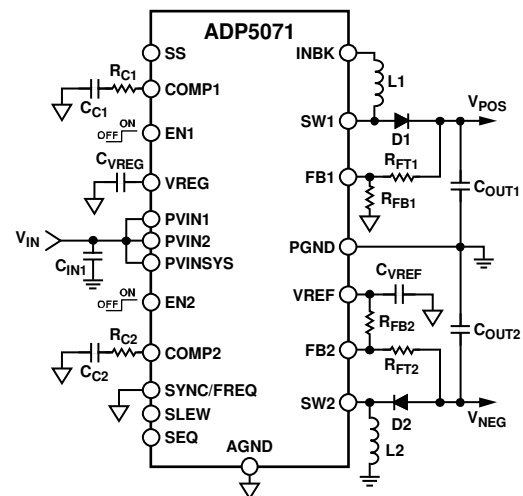 ADP5071
SS
INBK
RC1
L1
COMP1
CC1
ON
OFF
EN1
SW1
VPOS
D1
CVREG
RFT1
VREG
FB1
RFB1
COUT1
PVIN1
VIN
PVIN2
PGND
CIN1
PVINSYS
CVREF
ON
OFF
EN2
VREF
RFB2
RC2
COUT2
COMP2
FB2
CC2
RFT2
SYNC/FREQ
SW2
SLEW
D2
VNEG
SEQ
AGND
L2